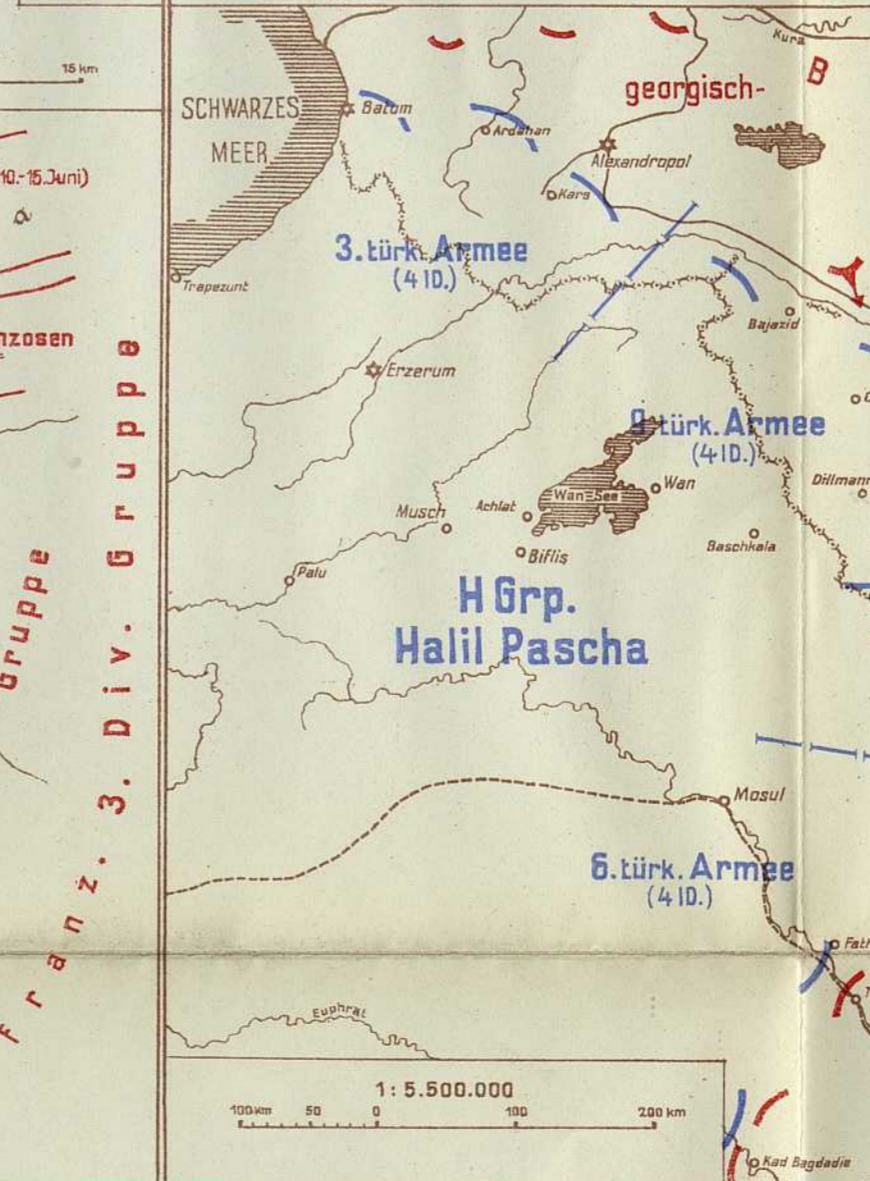 15 km
10.-15.Juni)
Franz. 3. Div. Gruppe
Gruppe
SCHWARZES
MEER
Batum
Ardahan
Kura
B
georgisch-
Alexandropol
Kars
3.türk. Armee
(4 ID.)
Trapezunt
Bajazid
Erzerum
9.türk. Armee
(4 ID.)
Wan-See
Wan
Dillmann
Musch
Achlat
Baschkala
Biflis
Palu
H Grp.
Halil Pascha
Mosul
6.türk. Armee
(4 ID.)
Euphrat
1: 5.500.000
100 km 50 0 100 200 km
Kad Bagdadie